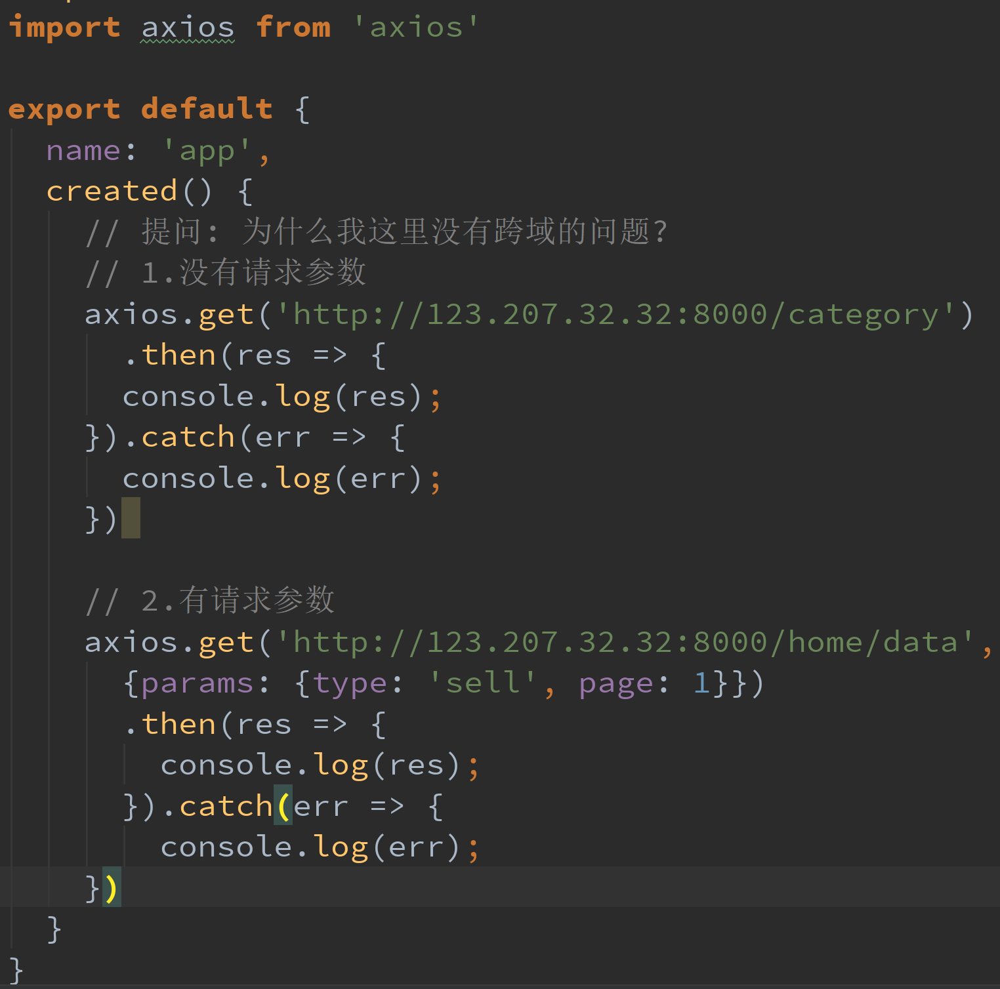 import axios from 'axios'
export default {
name: 'app',
created() {
// 提问: 为什么我这里没有跨域的问题?
// 1.没有请求参数
axios.get('http://123.207.32.32:8000/category')
.then(res => {
console.log(res);
}).catch(err => {
console.log(err);
})
// 2.有请求参数
axios.get('http://123.207.32.32:8000/home/data',
{params: {type: 'sell', page: 1}})
.then(res => {
console.log(res);
}).catch(err => {
console.log(err);
})
}
}